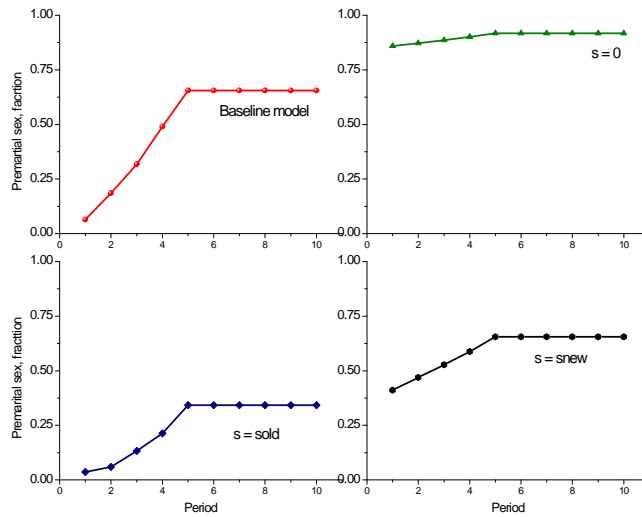 1.00
0.75
0.50
0.25
0.00
Premartial sex, faction
Baseline model
0 2 4 6 8 10
1.00
0.75
0.50
0.25
0.00
s = 0
0 2 4 6 8 10
1.00
0.75
0.50
0.25
0.00
Premarital sex, fraction
s = sold
0 2 4 6 8 10
Period
1.00
0.75
0.50
0.25
0.00
s = snew
0 2 4 6 8 10
Period